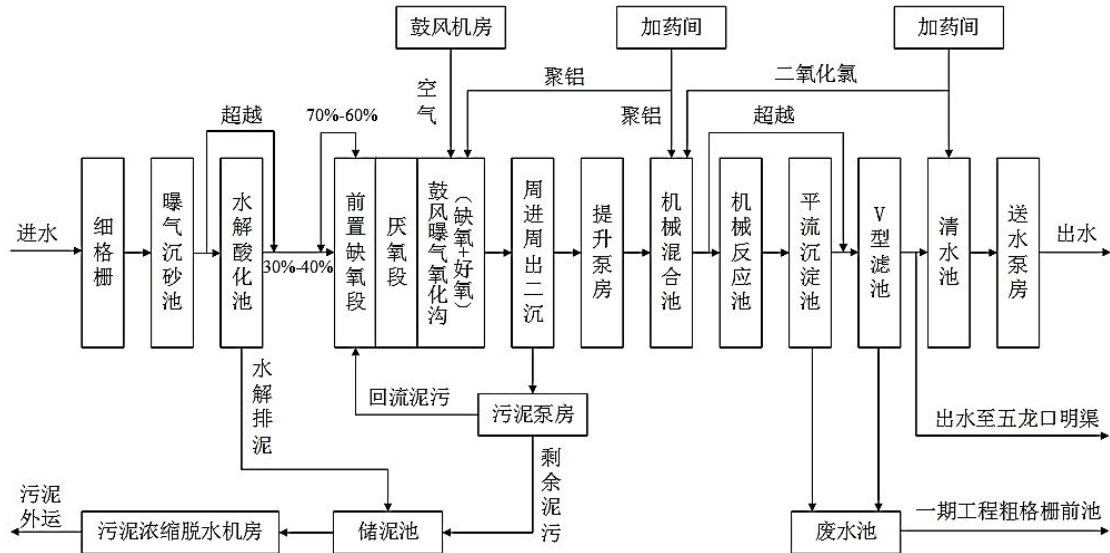 鼓风机房
加药间
加药间
空气
聚铝
二氧化氯
聚铝
超越
70%-60%
超越
进水
细格栅
曝气沉砂池
水解酸化池
30%-40%
前置缺氧段
厌氧段
鼓风曝气氧化沟
（缺氧+好氧）
周进周出二沉
提升泵房
机械混合池
机械反应池
平流沉淀池
V型滤池
清水池
送水泵房
出水
水解排泥
回流泥污
污泥泵房
剩余泥污
出水至五龙口明渠
污泥
外运
污泥浓缩脱水机房
储泥池
废水池
一期工程粗格栅前池